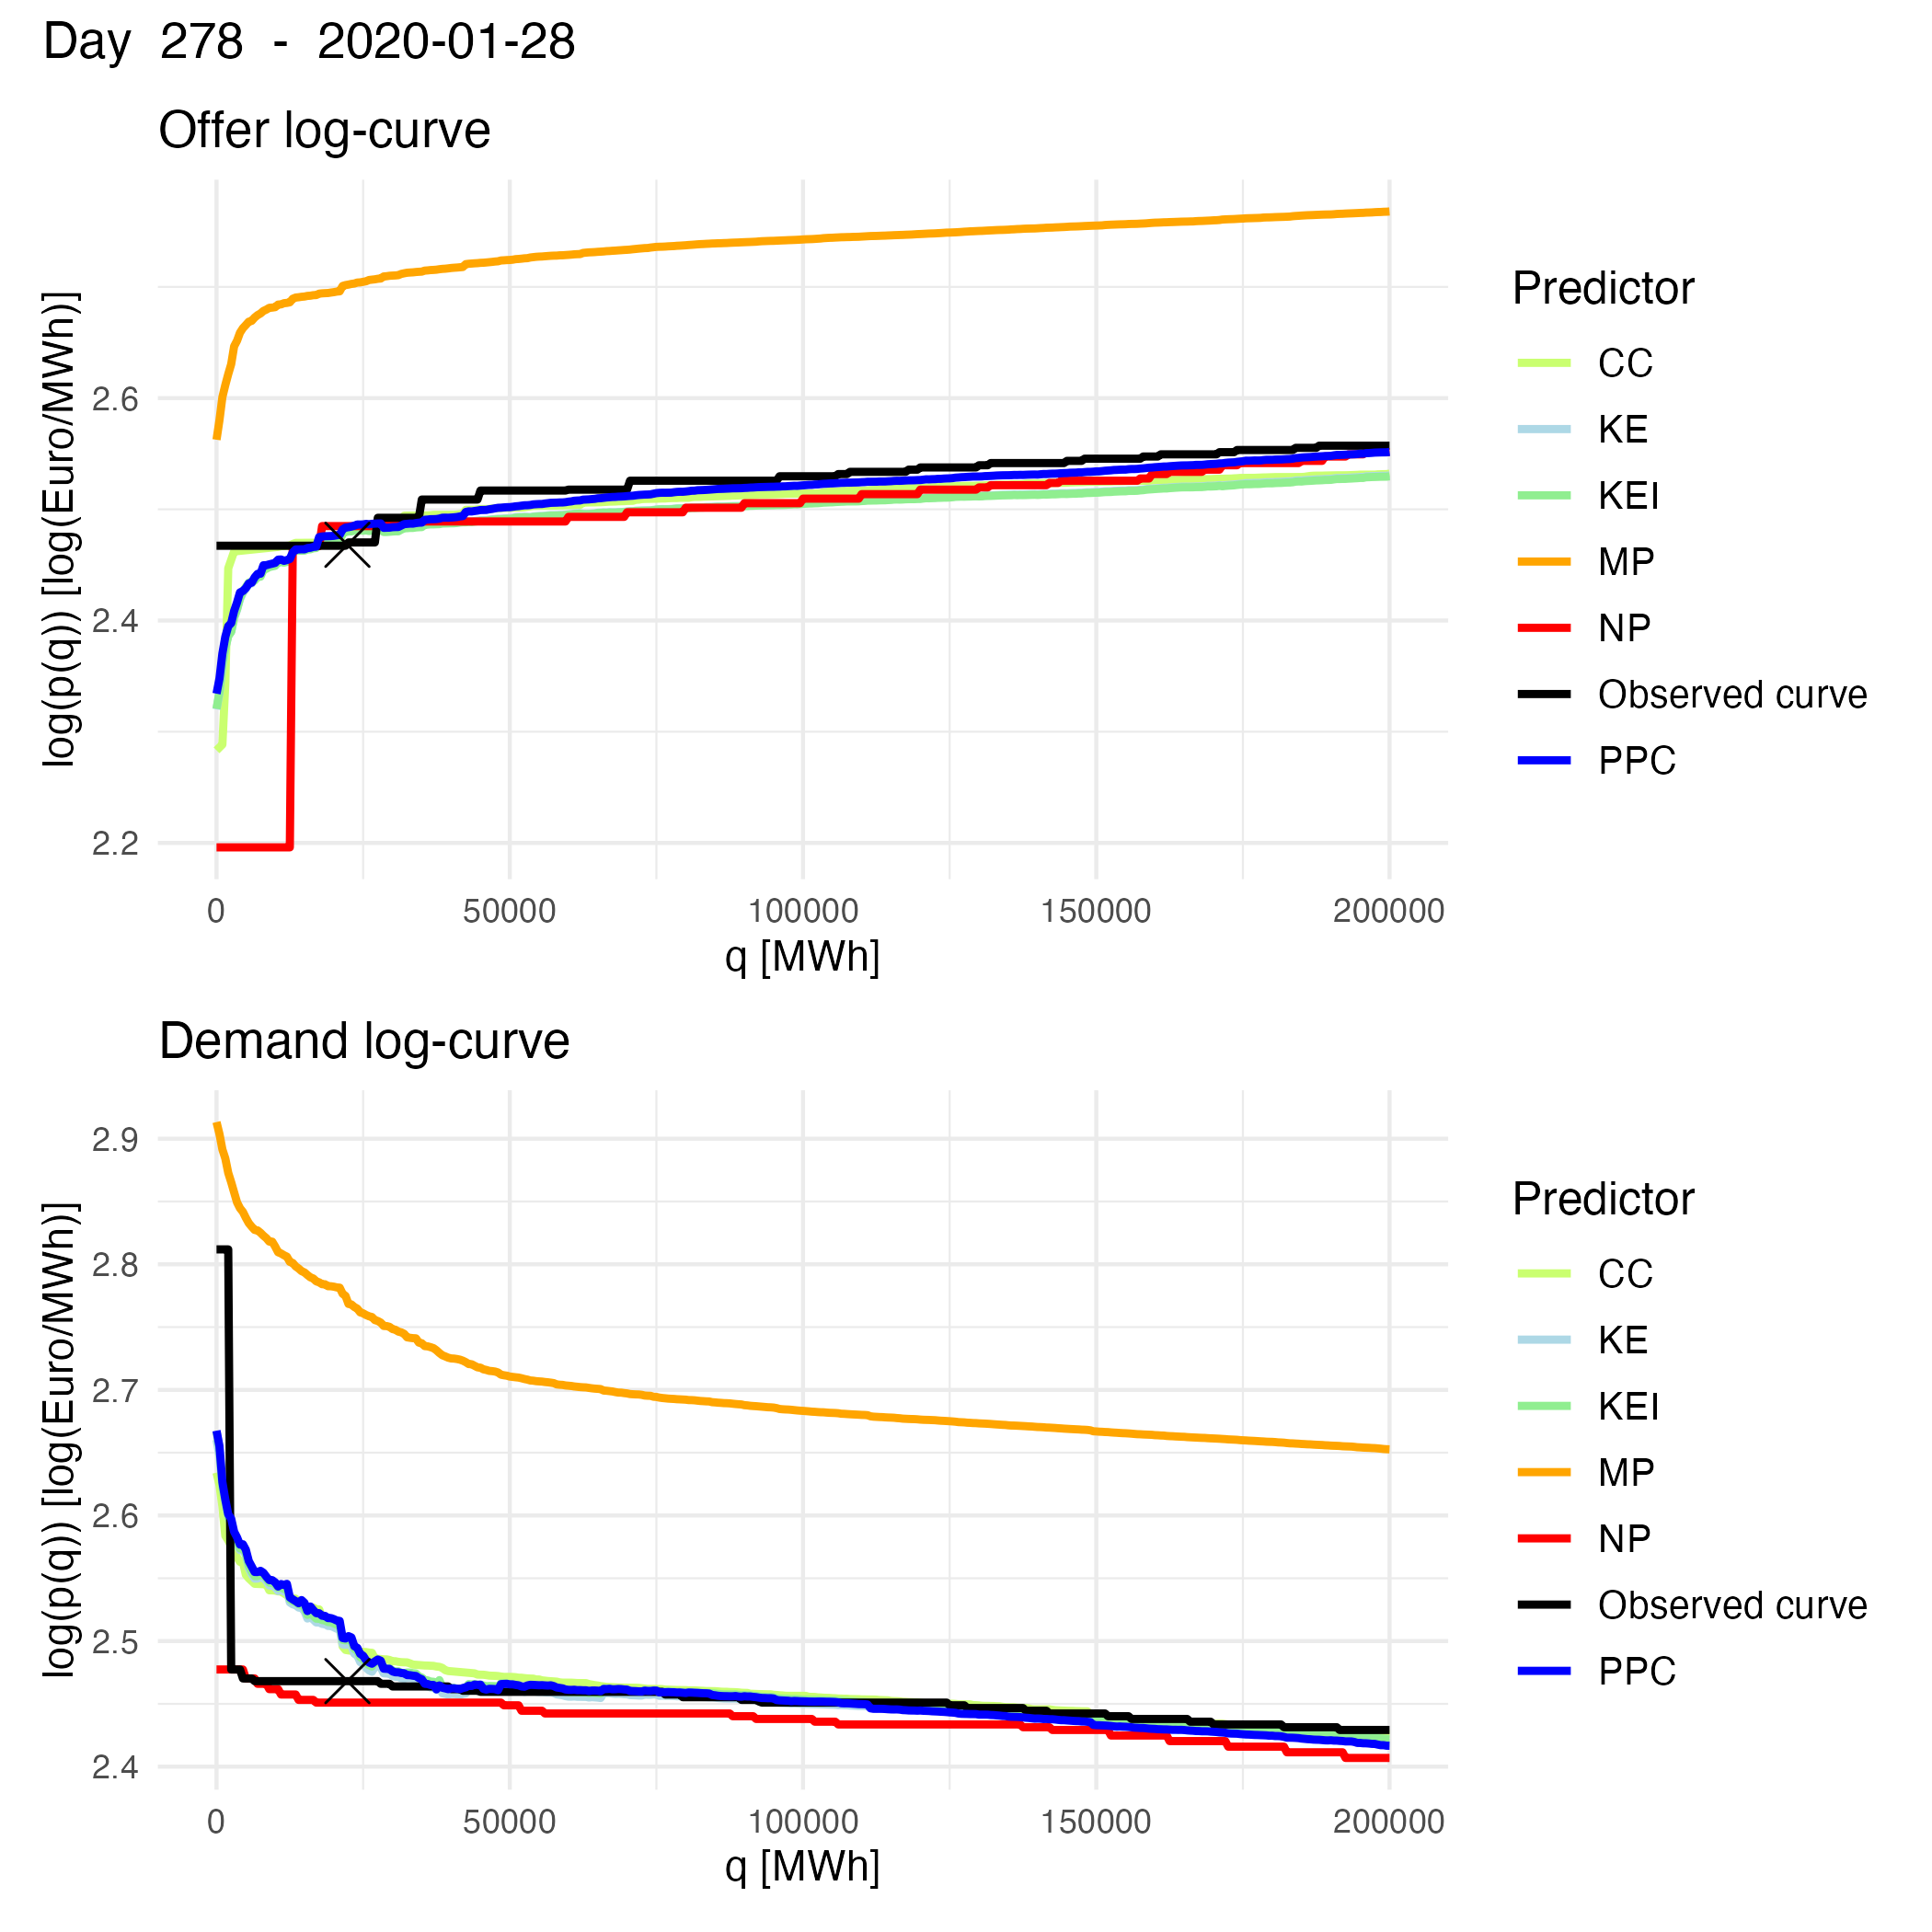 Day 278 - 2020-01-28
Offer log-curve
log(p(q)) [log(Euro/MWh)]
2.6
2.4
2.2
0 50000 100000 150000 200000
q [MWh]
Predictor
CC
KE
KEI
MP
NP
Observed curve
PPC
Demand log-curve
log(p(q)) [log(Euro/MWh)]
2.9
2.8
2.7
2.6
2.5
2.4
0 50000 100000 150000 200000
q [MWh]
Predictor
CC
KE
KEI
MP
NP
Observed curve
PPC